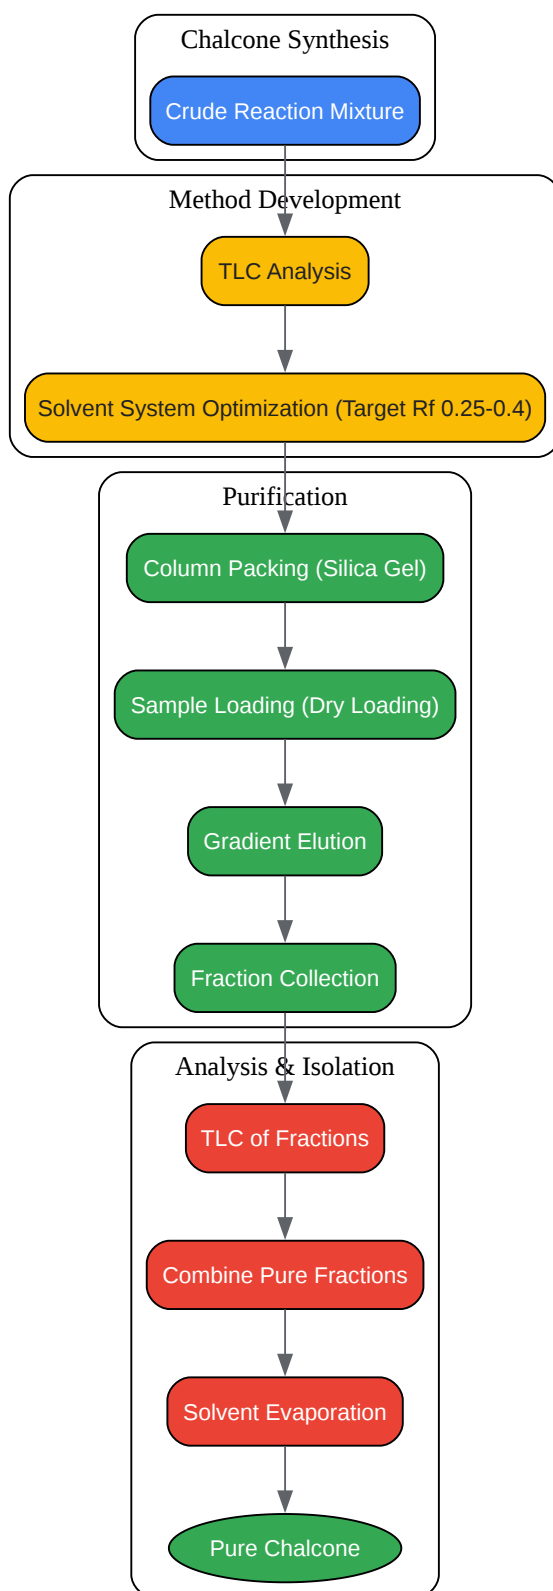 Chalcone Synthesis
Crude Reaction Mixture
Method Development
TLC Analysis
Solvent System Optimization (Target Rf 0.25-0.4)
Purification
Column Packing (Silica Gel)
Sample Loading (Dry Loading)
Gradient Elution
Fraction Collection
Analysis & Isolation
TLC of Fractions
Combine Pure Fractions
Solvent Evaporation
Pure Chalcone